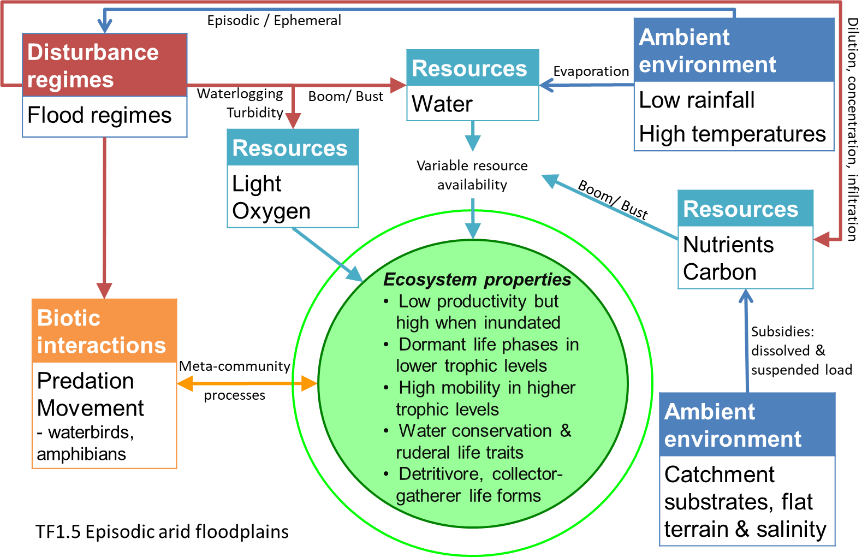 Episodic / Ephemeral
Disturbance
regimes
Flood regimes
Waterlogging
Turbidity
Boom/ Bust
Resources
Water
Evaporation
Ambient
environment
Low rainfall
High temperatures
Dilution, concentration, infiltration
Resources
Light
Oxygen
Variable resource
availability
Boom/ Bust
Resources
Nutrients
Carbon
Ecosystem properties
• Low productivity but
high when inundated
• Dormant life phases in
lower trophic levels
• High mobility in higher
trophic levels
• Water conservation &
ruderal life traits
• Detritivore, collector-
gatherer life forms
Biotic
interactions
Predation
Movement
- waterbirds,
amphibians
Meta-community
processes
Subsidies:
dissolved &
suspended load
Ambient
environment
Catchment
substrates, flat
terrain & salinity
TF1.5 Episodic arid floodplains